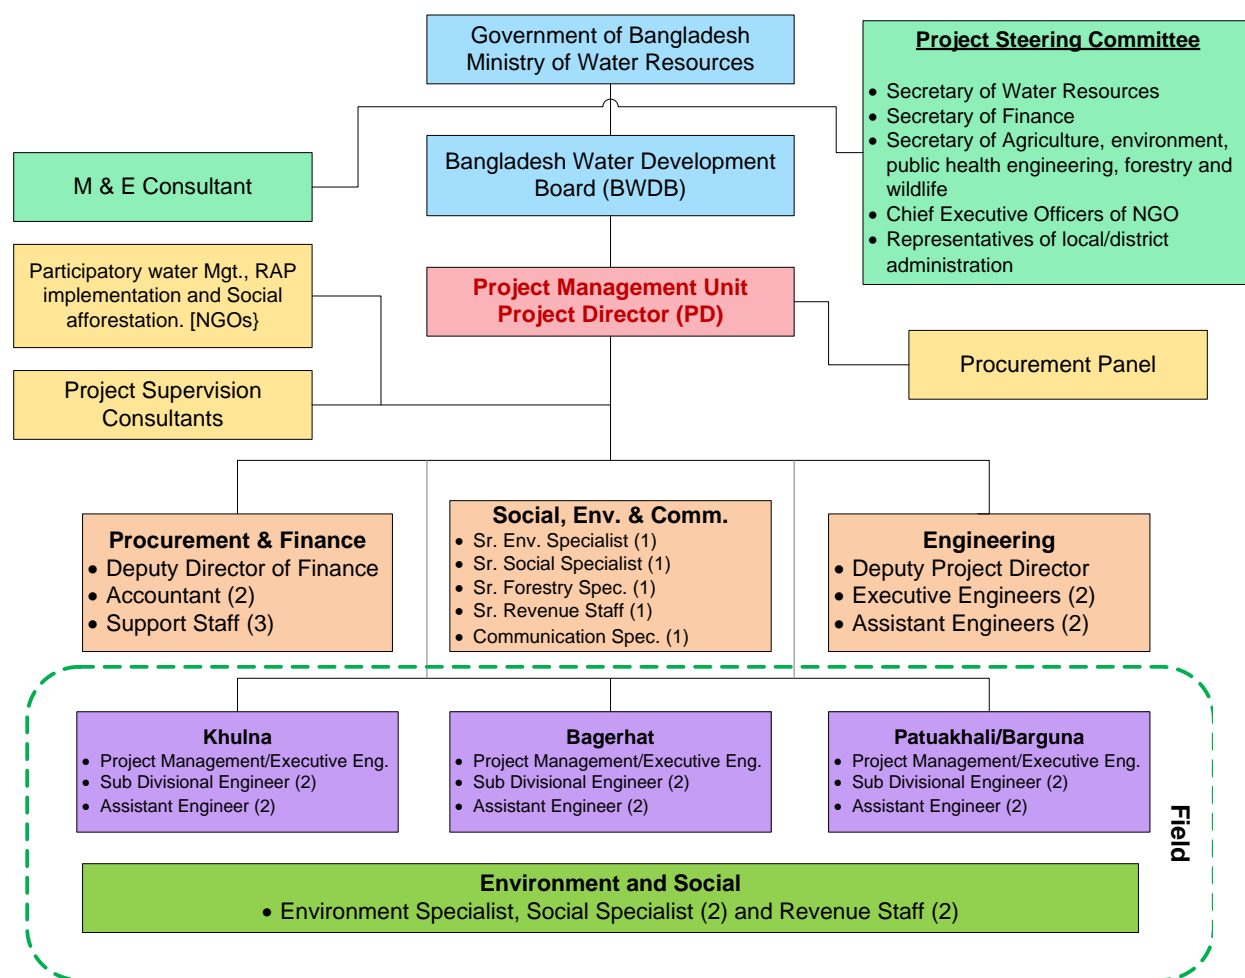 Government of Bangladesh
Ministry of Water Resources
Project Steering Committee
• Secretary of Water Resources
• Secretary of Finance
• Secretary of Agriculture, environment,
public health engineering, forestry and
wildlife
• Chief Executive Officers of NGO
• Representatives of local/district
administration
M & E Consultant
Bangladesh Water Development
Board (BWDB)
Participatory water Mgt., RAP
implementation and Social
afforestation. [NGOs}
Project Management Unit
Project Director (PD)
Procurement Panel
Project Supervision
Consultants
Procurement & Finance
• Deputy Director of Finance
• Accountant (2)
• Support Staff (3)
Social, Env. & Comm.
• Sr. Env. Specialist (1)
• Sr. Social Specialist (1)
• Sr. Forestry Spec. (1)
• Sr. Revenue Staff (1)
• Communication Spec. (1)
Engineering
• Deputy Project Director
• Executive Engineers (2)
• Assistant Engineers (2)
Khulna
• Project Management/Executive Eng.
• Sub Divisional Engineer (2)
• Assistant Engineer (2)
Bagerhat
• Project Management/Executive Eng.
• Sub Divisional Engineer (2)
• Assistant Engineer (2)
Patuakhali/Barguna
• Project Management/Executive Eng.
• Sub Divisional Engineer (2)
• Assistant Engineer (2)
Field
Environment and Social
• Environment Specialist, Social Specialist (2) and Revenue Staff (2)